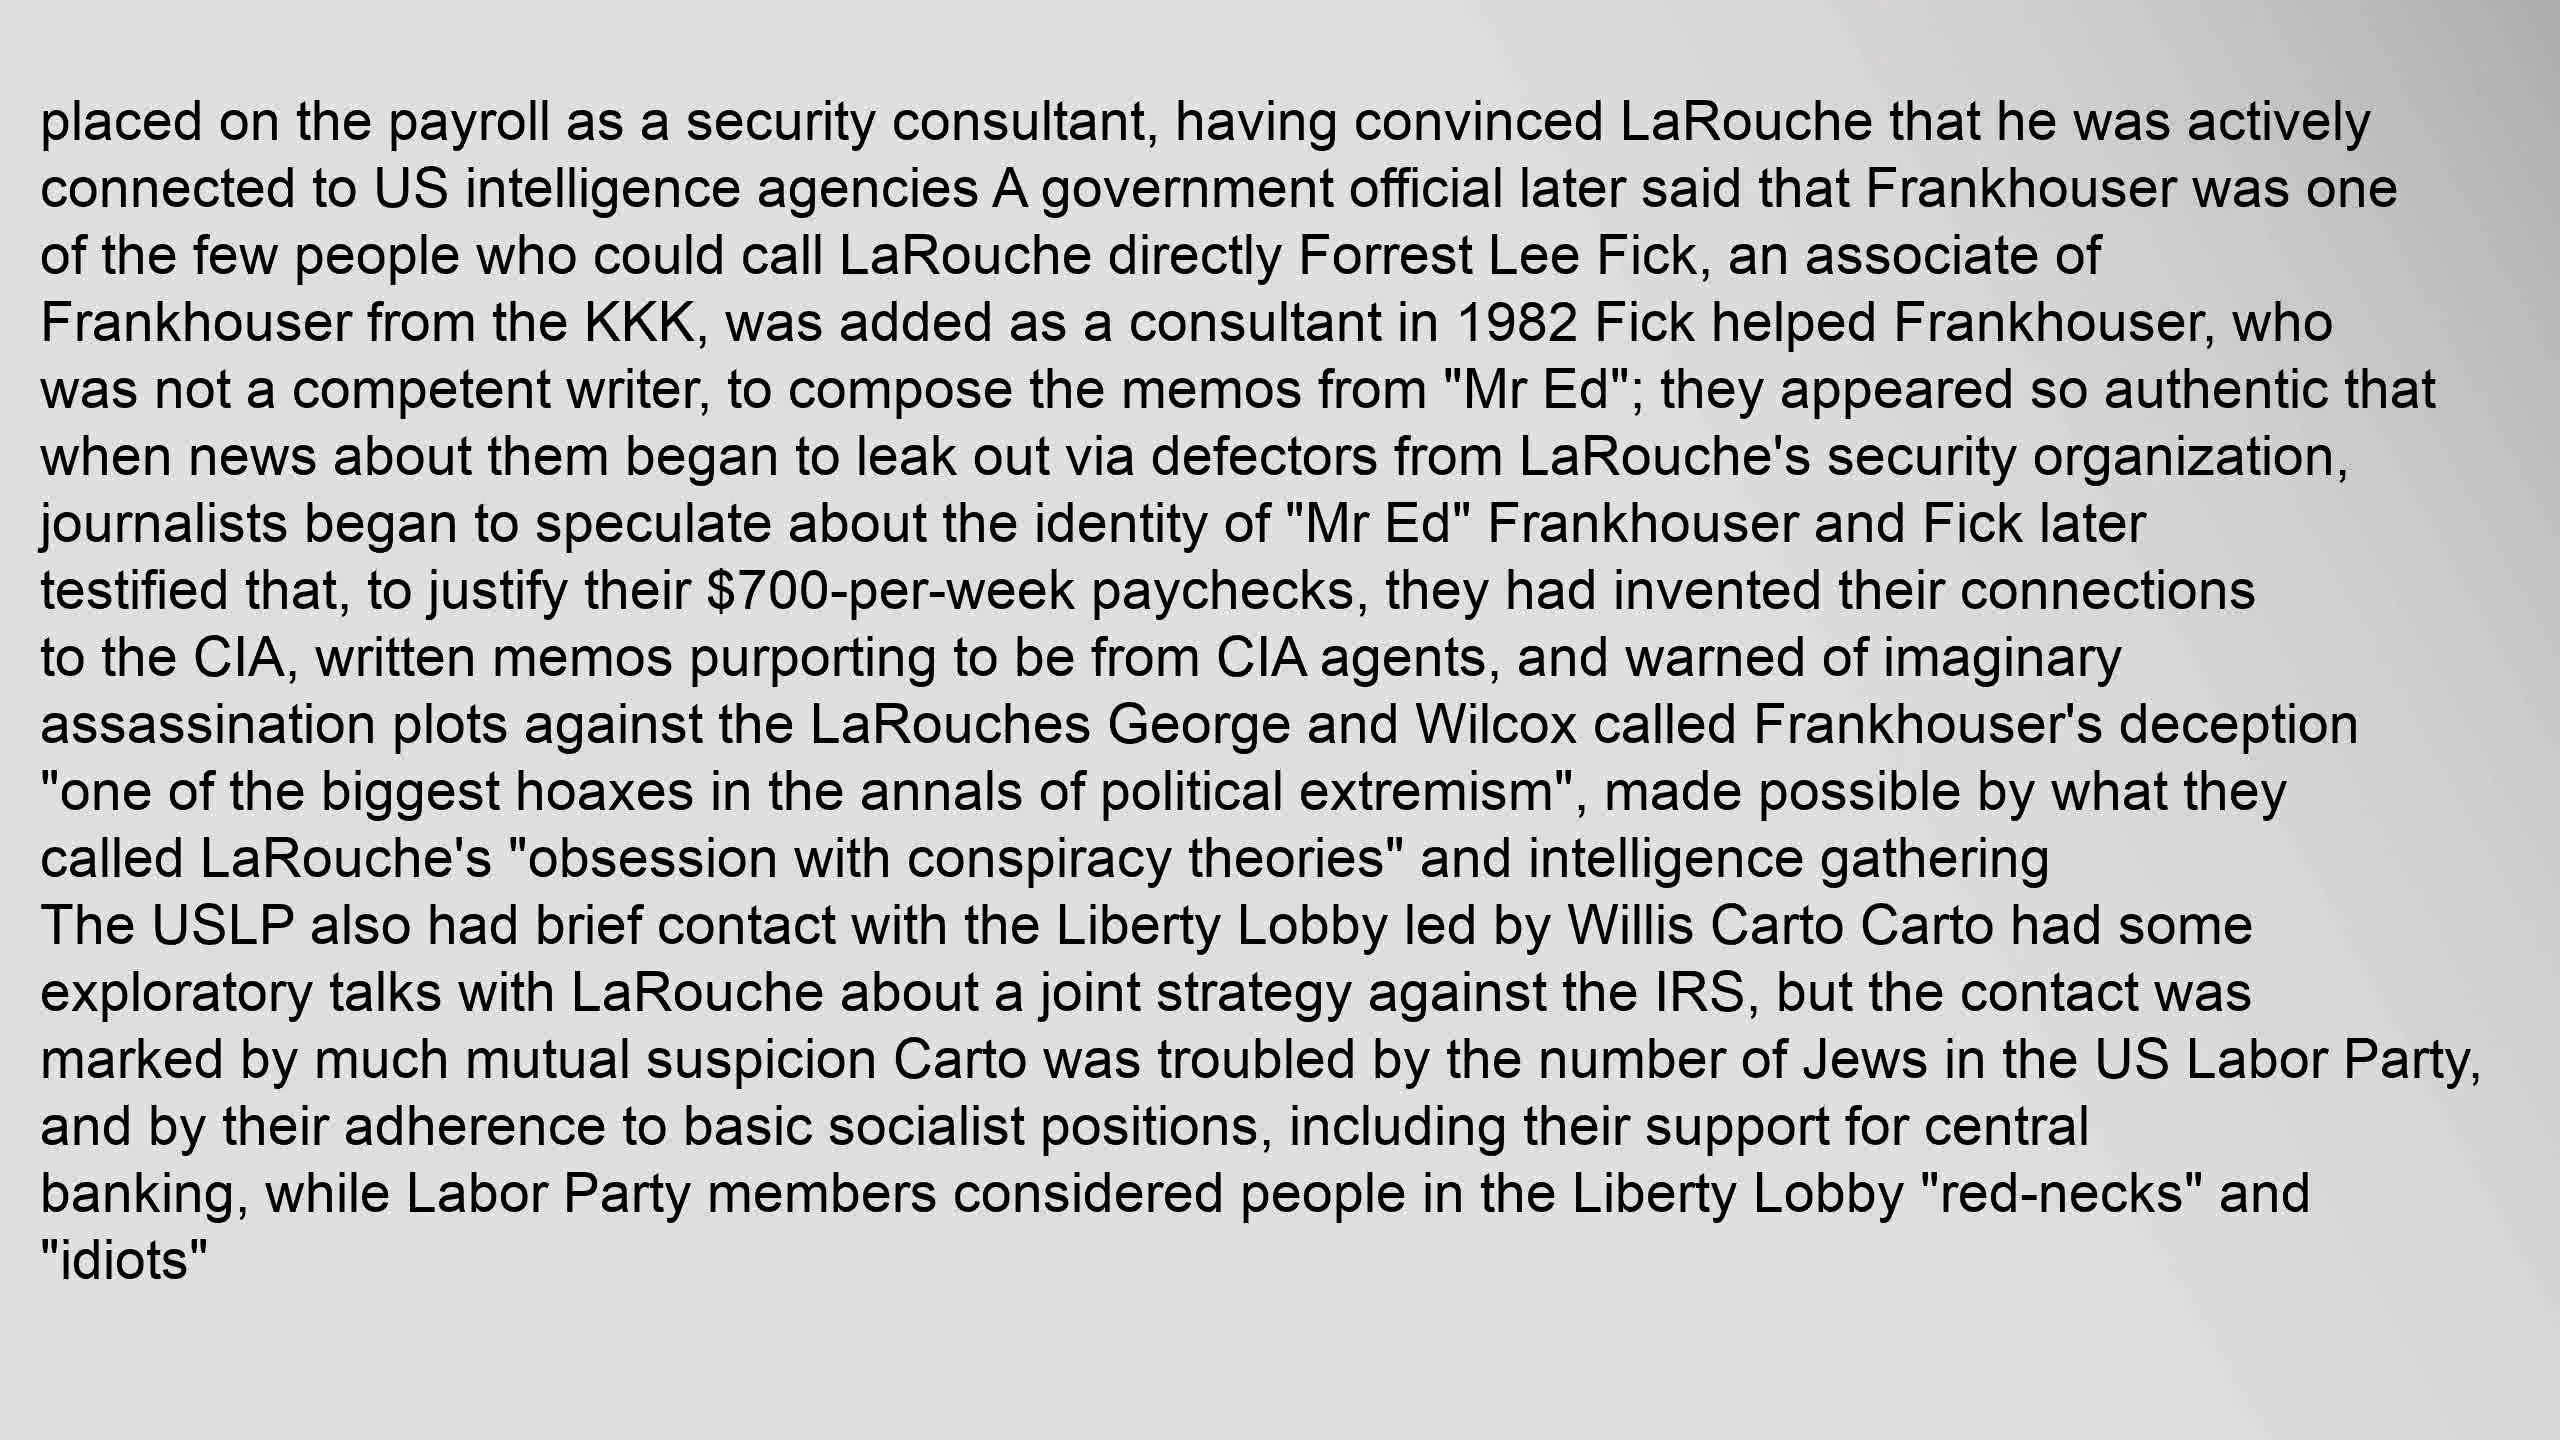 placed on the payroll as a security consultant, having convinced LaRouche that he was actively
connected to US intelligence agencies A government official later said that Frankhouser was one
of the few people who could call LaRouche directly Forrest Lee Fick, an associate of
Frankhouser from the KKK, was added as a consultant in 1982 Fick helped Frankhouser, who
was not a competent writer, to compose the memos from "Mr Ed"; they appeared so authentic that
when news about them began to leak out via defectors from LaRouche's security organization,
journalists began to speculate about the identity of "Mr Ed" Frankhouser and Fick later
testified that, to justify their $700-per-week paychecks, they had invented their connections
to the CIA, written memos purporting to be from CIA agents, and warned of imaginary
assassination plots against the LaRouches George and Wilcox called Frankhouser's deception
"one of the biggest hoaxes in the annals of political extremism", made possible by what they
called LaRouche's "obsession with conspiracy theories" and intelligence gathering
The USLP also had brief contact with the Liberty Lobby led by Willis Carto Carto had some
exploratory talks with LaRouche about a joint strategy against the IRS, but the contact was
marked by much mutual suspicion Carto was troubled by the number of Jews in the US Labor Party,
and by their adherence to basic socialist positions, including their support for central
banking, while Labor Party members considered people in the Liberty Lobby "red-necks" and
"idiots"